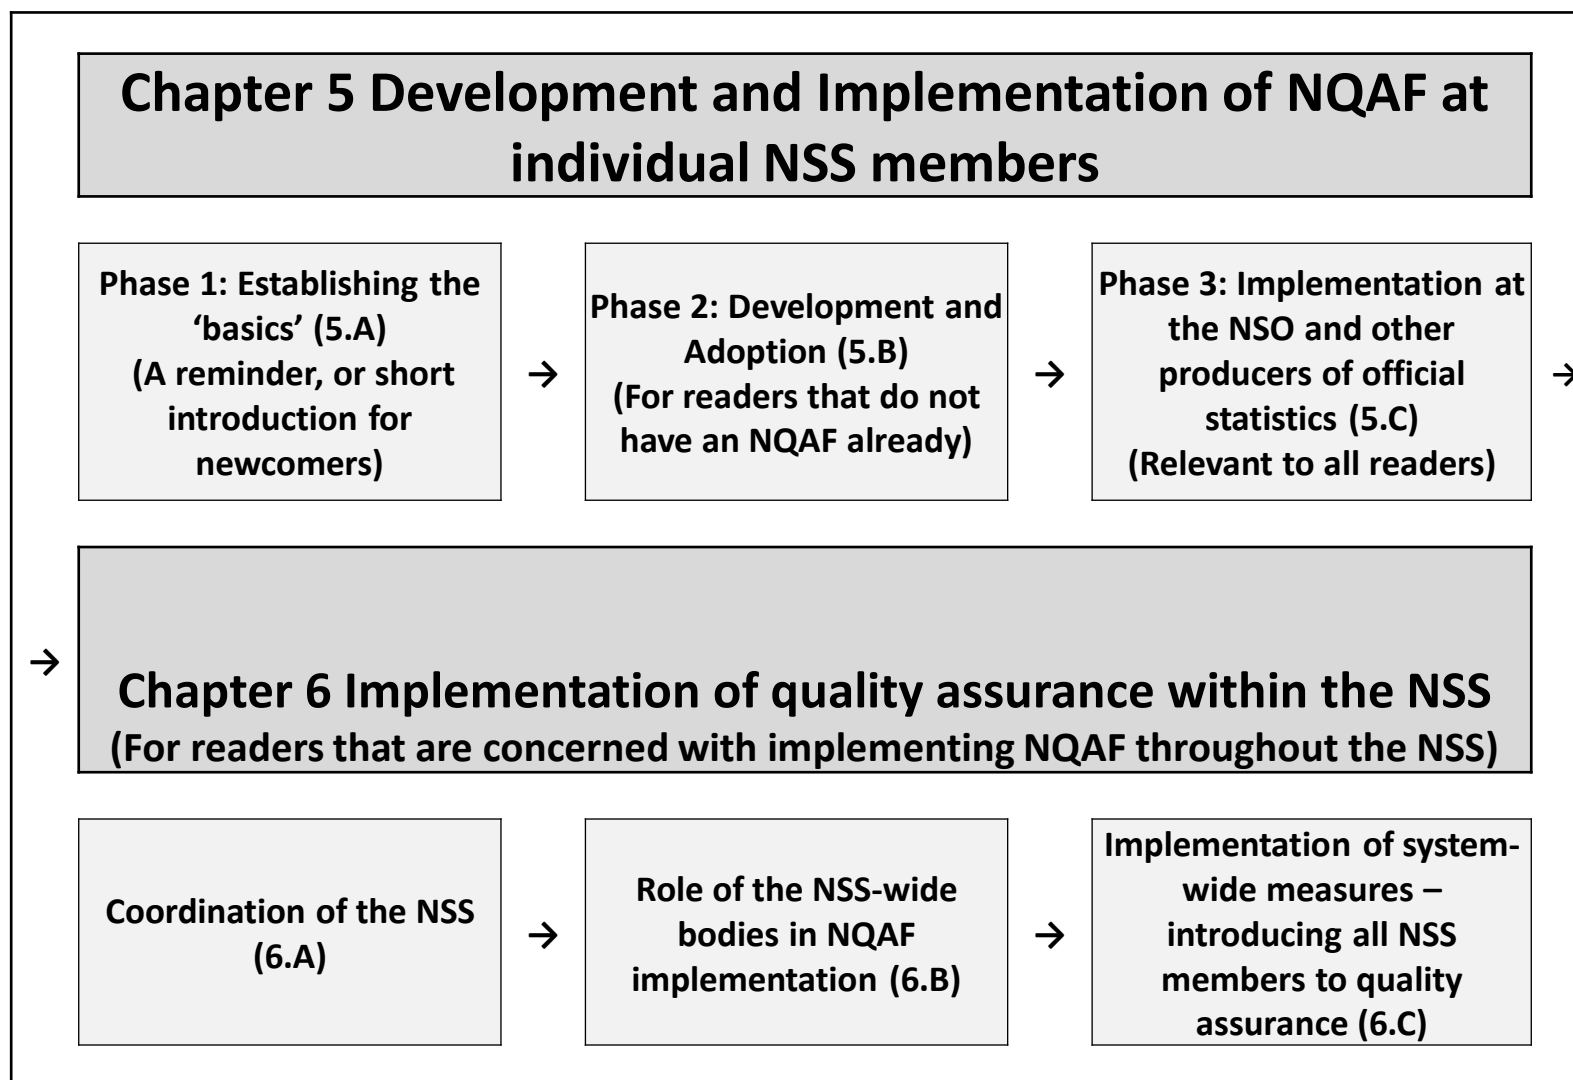 Chapter 5 Development and Implementation of NQAF at
individual NSS members
Phase 1: Establishing the
‘basics’ (5.A)
(A reminder, or short
introduction for
newcomers)
→
Phase 2: Development and
Adoption (5.B)
(For readers that do not
have an NQAF already)
→
Phase 3: Implementation at
the NSO and other
producers of official
statistics (5.C)
(Relevant to all readers)
→
→
Chapter 6 Implementation of quality assurance within the NSS
(For readers that are concerned with implementing NQAF throughout the NSS)
Coordination of the NSS
(6.A)
→
Role of the NSS-wide
bodies in NQAF
implementation (6.B)
→
Implementation of system-
wide measures –
introducing all NSS
members to quality
assurance (6.C)